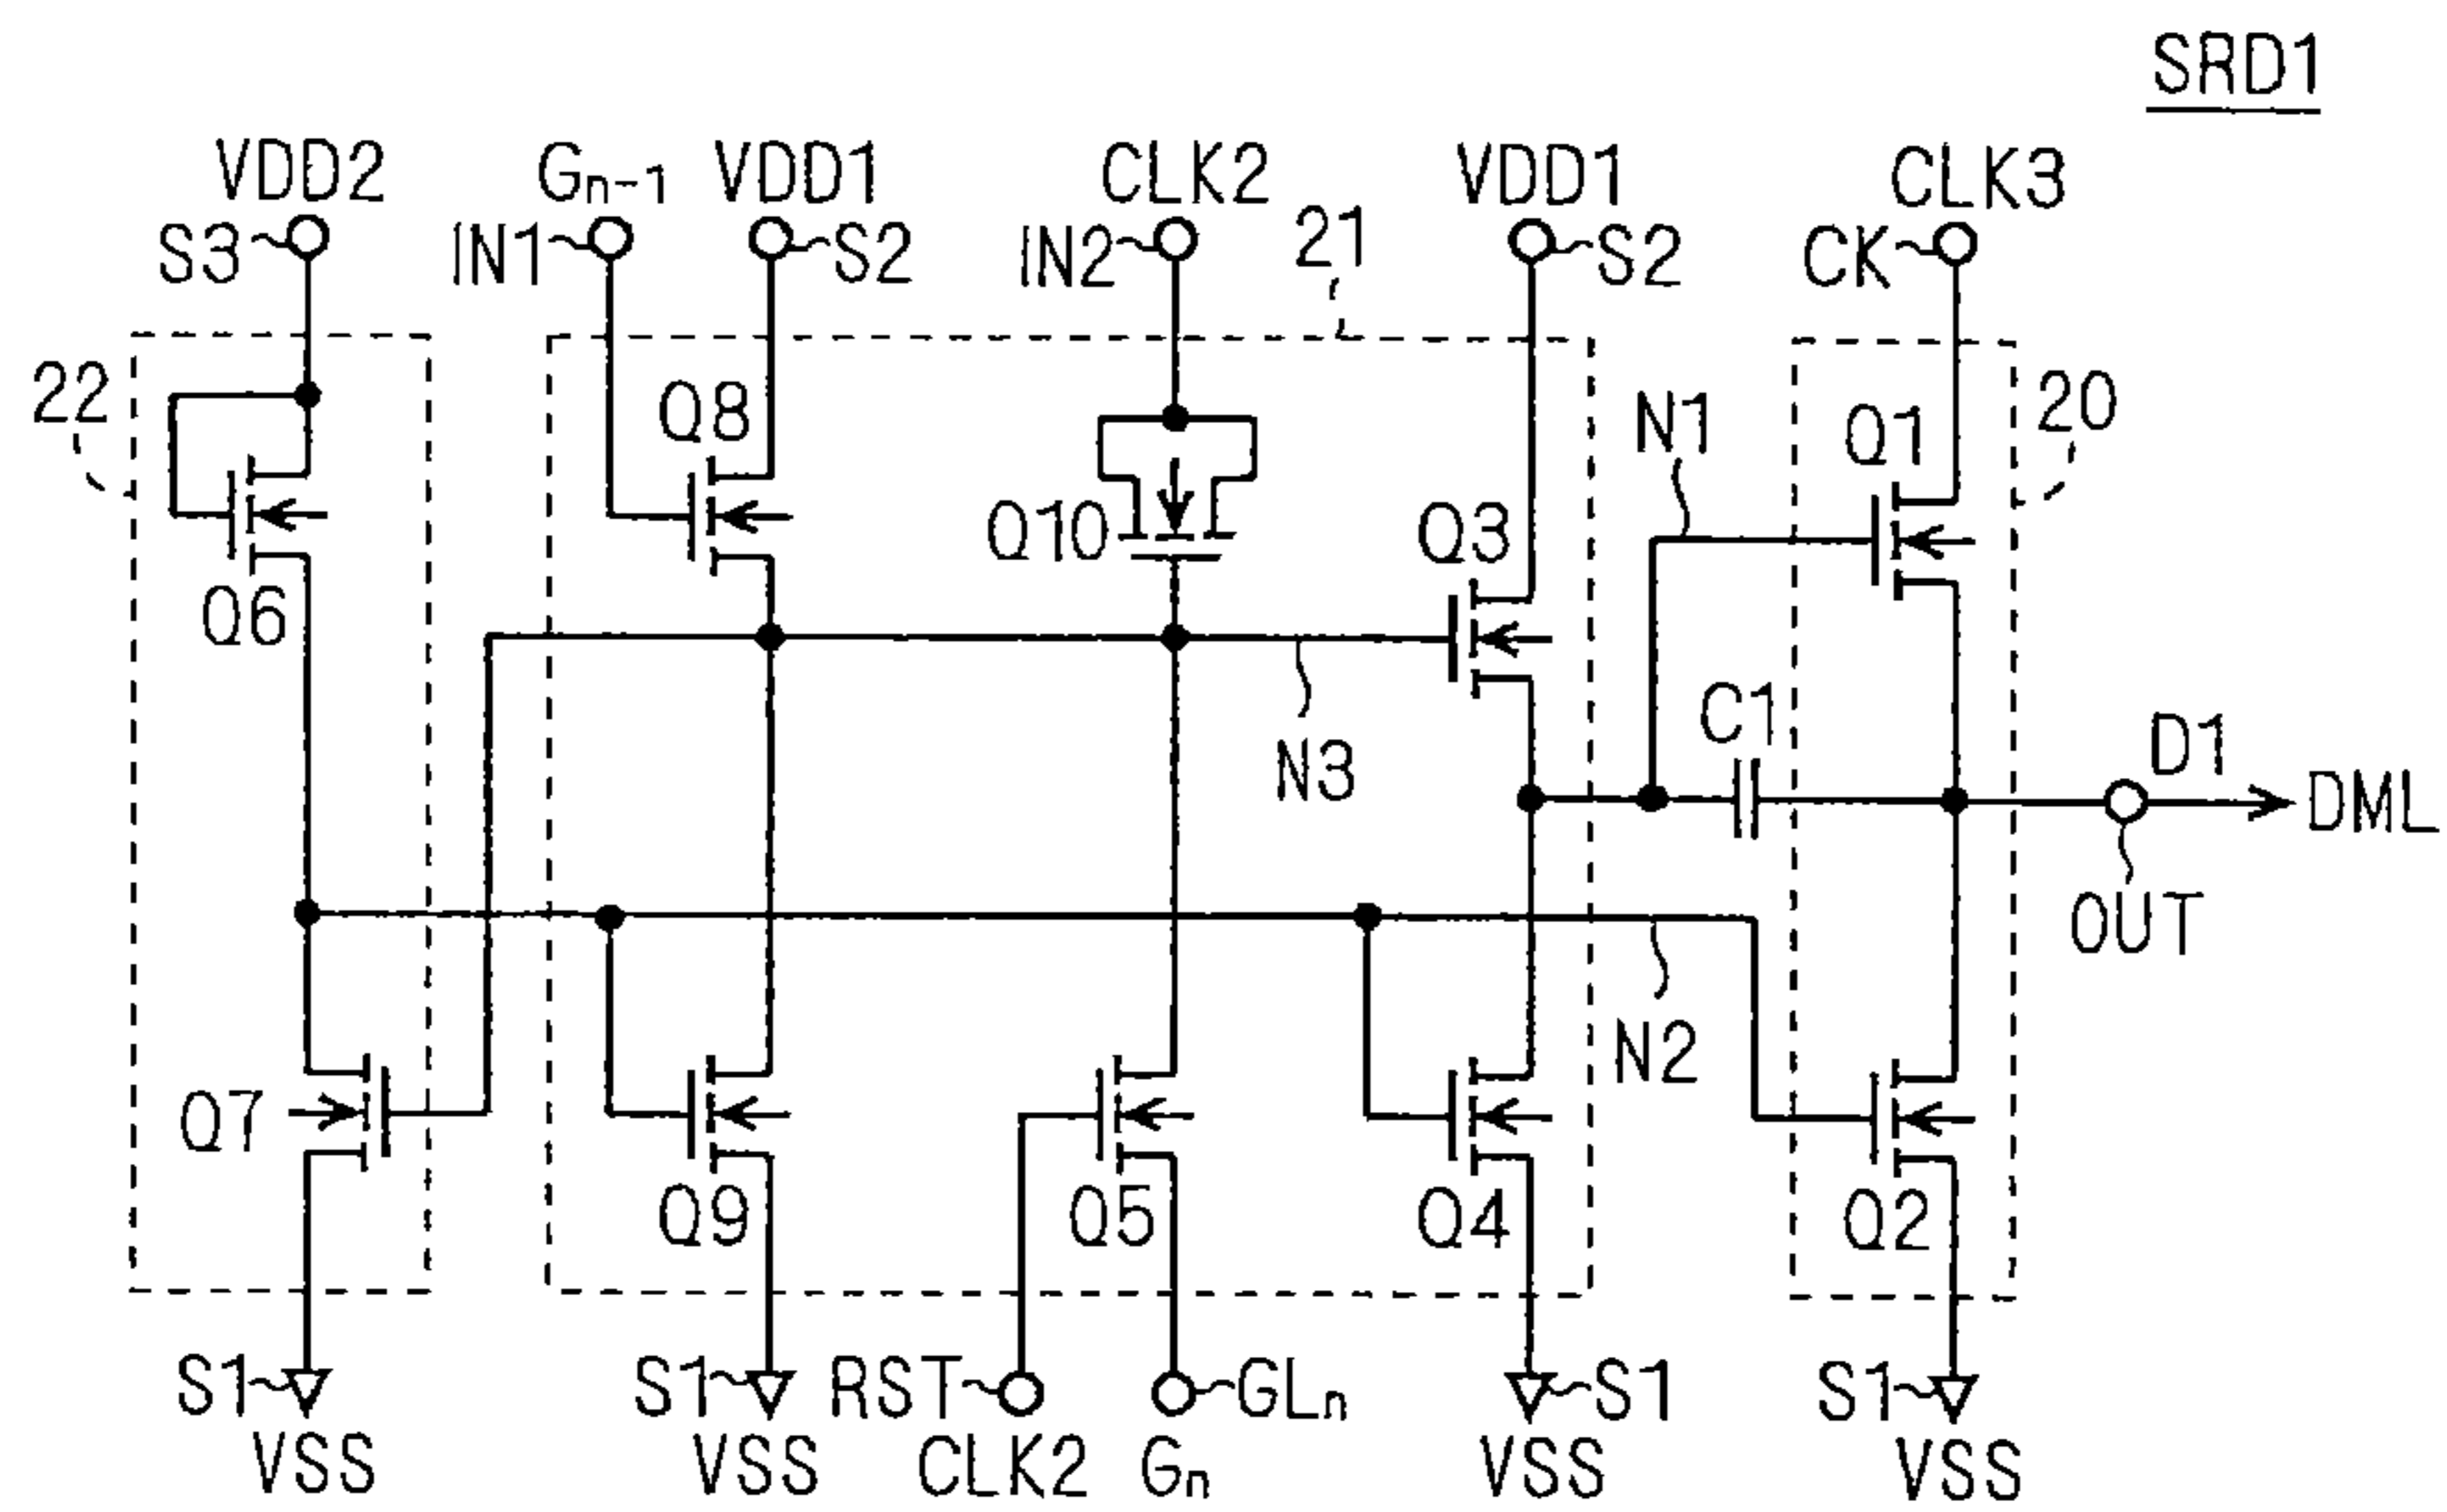 SRD1
VDD2 Gn-1 VDD1 CLK2 VDD1 CLK3
S3 IN1 S2 IN2 21 S2 CK
22 Q8 N1 Q1 20
Q10 Q3
Q6
C1 D1
N3 DML
OUT
N2
Q7 Q9 Q5 Q4 Q2
S1 S1 RST GLn S1 S1
VSS VSS CLK2 Gn VSS VSS